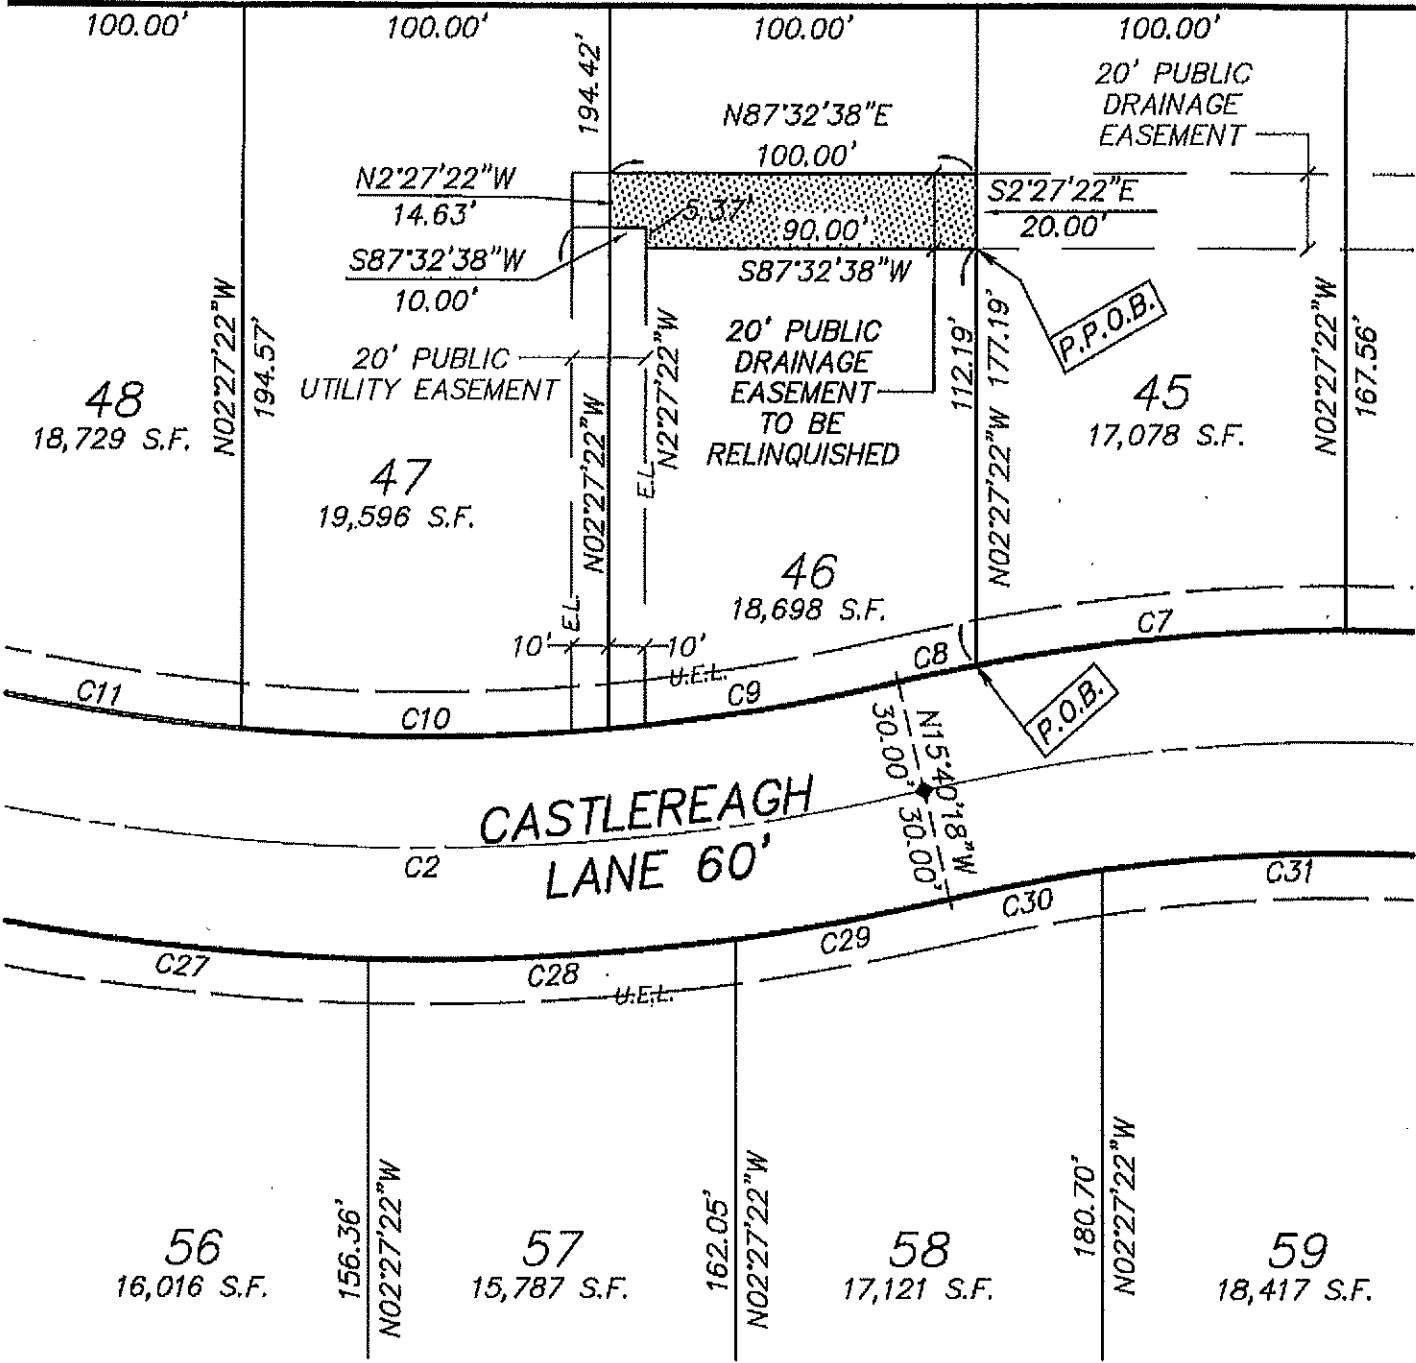 100.00'
100.00'
100.00'
100.00'
194.42'
20' PUBLIC
DRAINAGE
EASEMENT
N87°32'38"E
100.00'
N2°27'22"W
14.63'
S87°32'38"W
10.00'
5.37'
90.00'
S87°32'38"W
S2°27'22"E
20.00'
P.P.O.B.
20' PUBLIC
UTILITY EASEMENT
20' PUBLIC
DRAINAGE
EASEMENT
TO BE
RELINQUISHED
N02°27'22"W
194.57'
N02°27'22"W
N2°27'22"W
E.L.
E.L.
112.19'
N02°27'22"W 177.19'
N02°27'22"W
167.56'
48
18,729 S.F.
47
19,596 S.F.
46
18,698 S.F.
45
17,078 S.F.
10'
10'
U.E.L.
C11
C10
C9
C8
C7
P.O.B.
N15°40'18"W
30.00'
30.00'
CASTLEREAGH
LANE 60'
C2
C27
C28
C29
C30
C31
U.E.L.
156.36'
N02°27'22"W
162.05'
N02°27'22"W
180.70'
N02°27'22"W
56
16,016 S.F.
57
15,787 S.F.
58
17,121 S.F.
59
18,417 S.F.